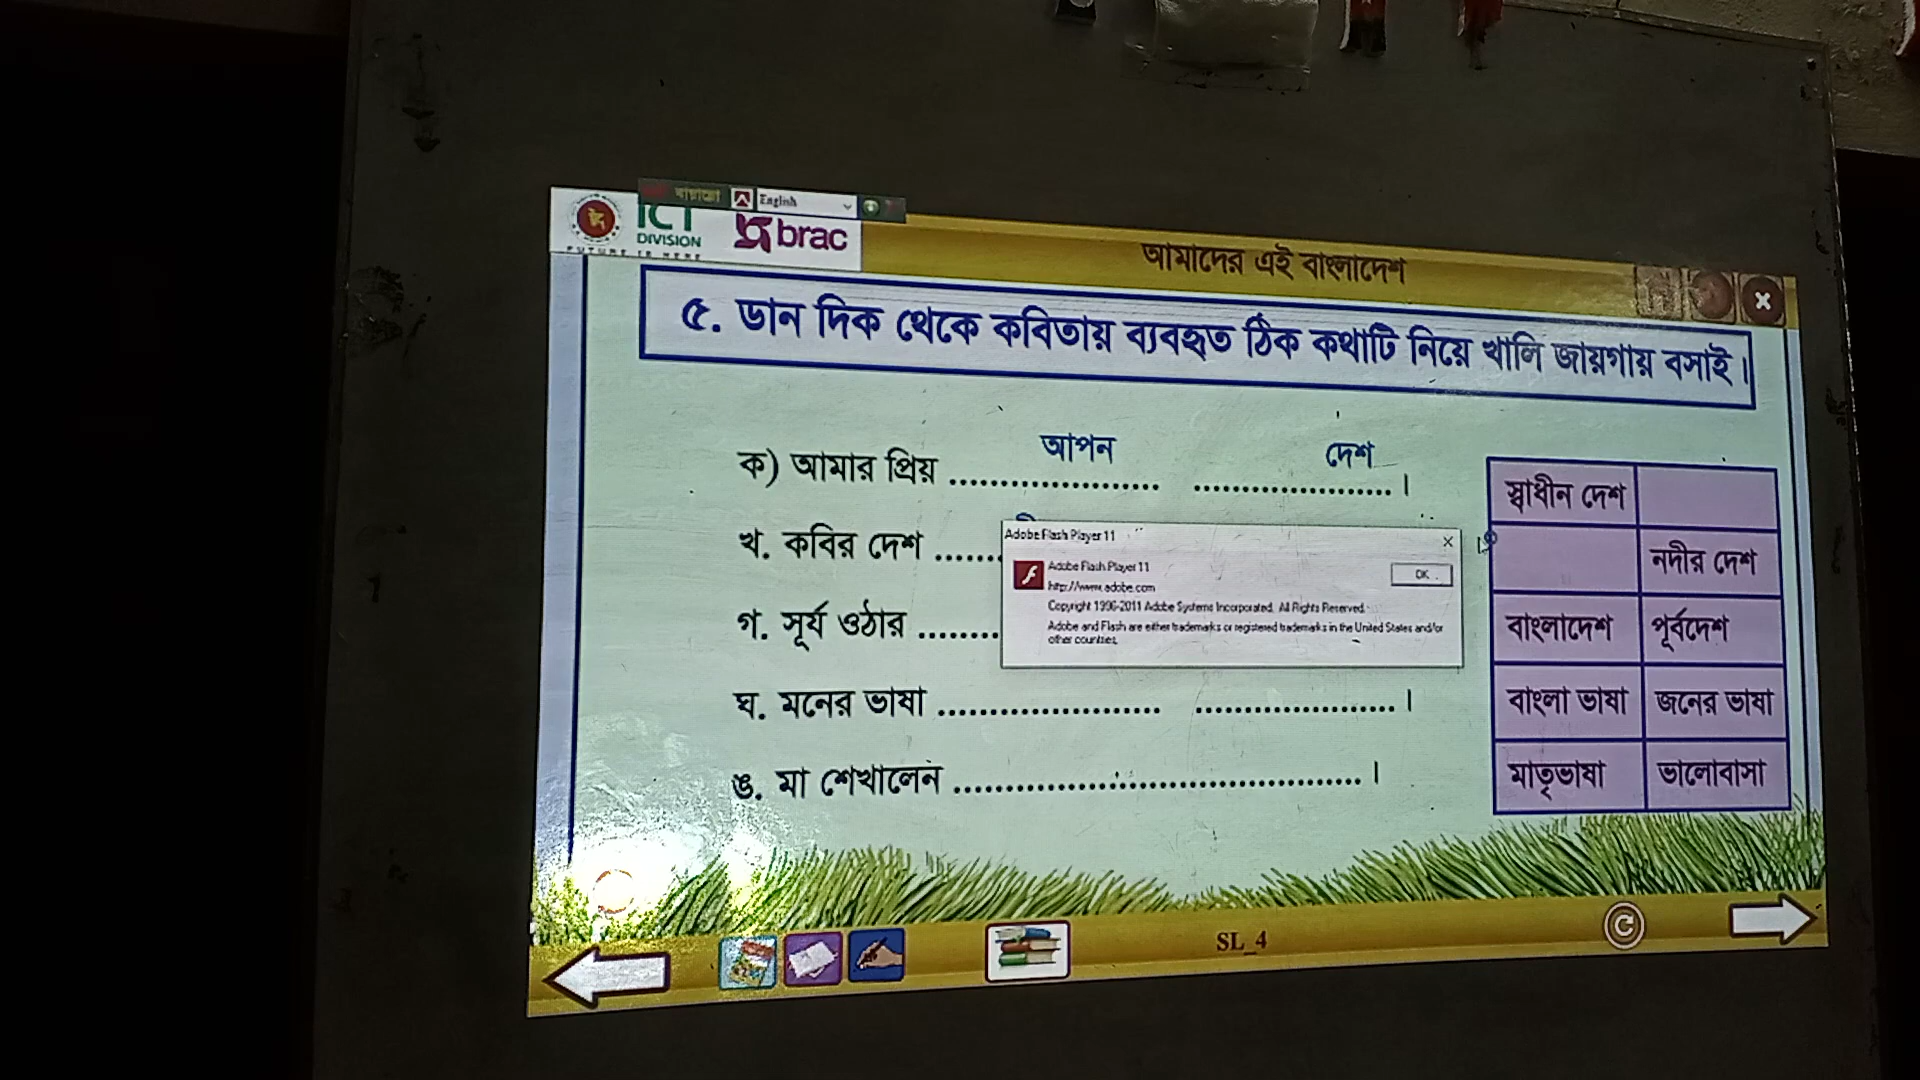 English
ICT
DIVISION
FUTURE IS HERE
brac
আমাদের এই বাংলাদেশ
৫. ডান দিক থেকে কবিতায় ব্যবহৃত ঠিক কথাটি নিয়ে খালি জায়গায় বসাই।
আপন দেশ
ক) আমার প্রিয় ..................... .....................।
খ. কবির দেশ ......
গ. সূর্য ওঠার .......
ঘ. মনের ভাষা ..................... .....................।
ঙ. মা শেখালেন .......................................।
Adobe Flash Player 11
Adobe Flash Player 11
http://www.adobe.com
OK
Copyright 1996-2011 Adobe Systems Incorporated. All Rights Reserved.
Adobe and Flash are either trademarks or registered trademarks in the United States and/or
other countries.
স্বাধীন দেশ
নদীর দেশ
বাংলাদেশ পূর্বদেশ
বাংলা ভাষা জনের ভাষা
মাতৃভাষা ভালোবাসা
SL_4